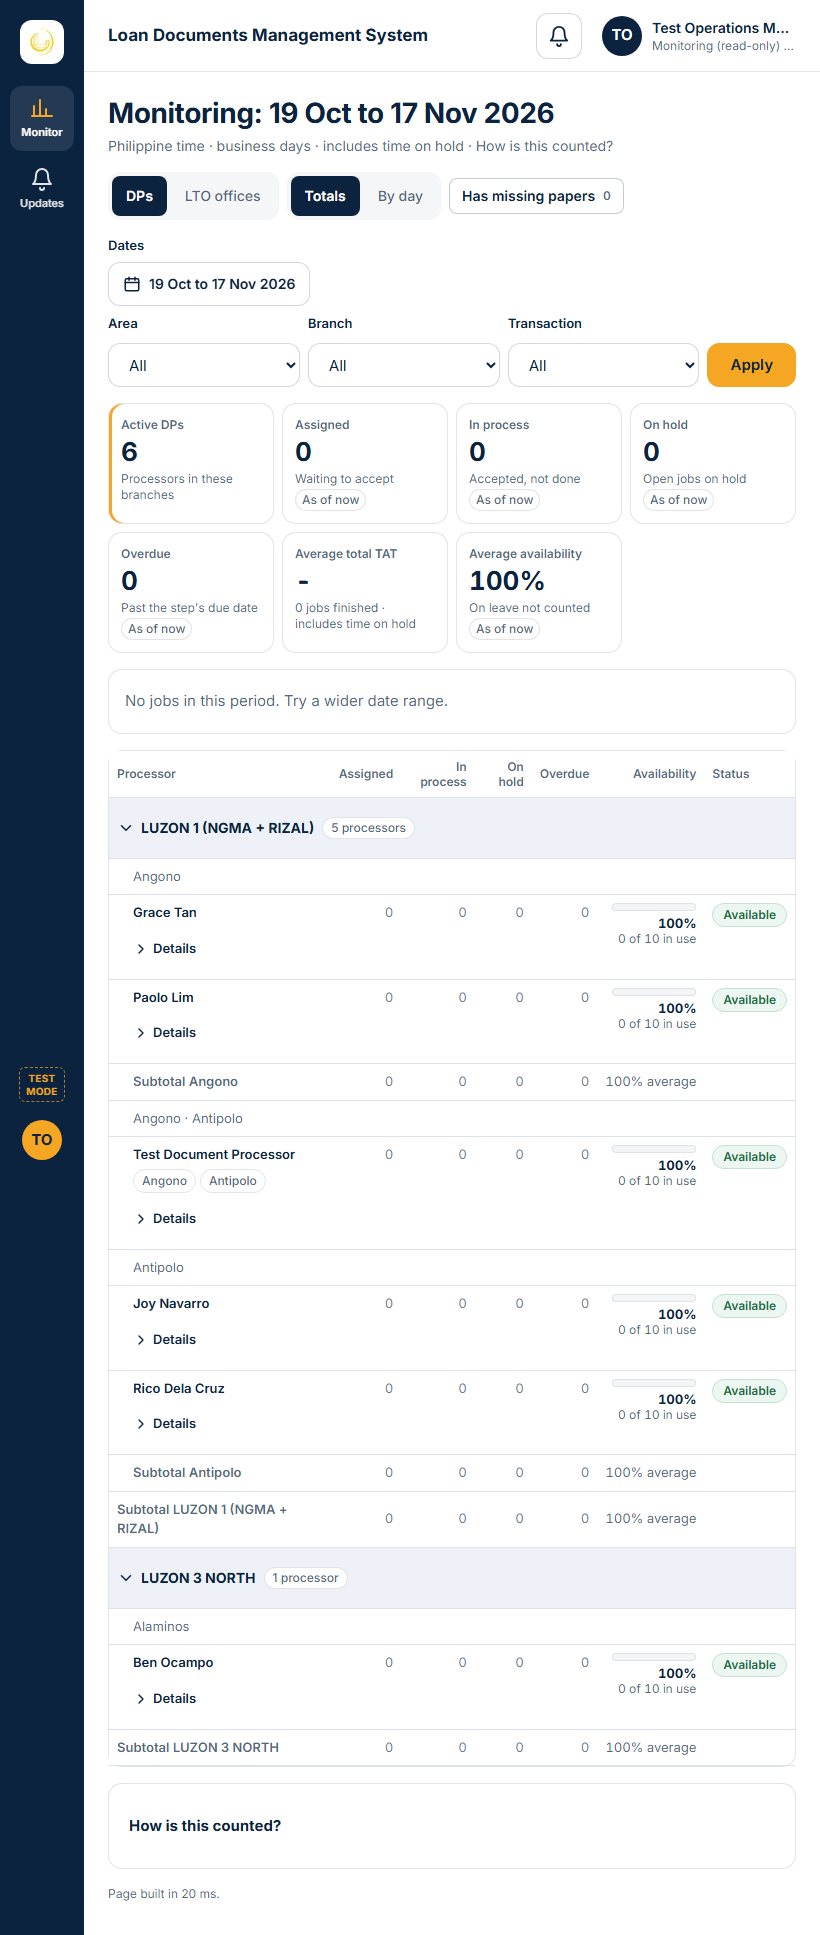 Loan Documents Management System
TO
Test Operations M...
Monitoring (read-only) ...
Monitor
Updates
TEST
MODE
TO
Monitoring: 19 Oct to 17 Nov 2026
Philippine time · business days · includes time on hold · How is this counted?
DPs
LTO offices
Totals
By day
Has missing papers 0
Dates
19 Oct to 17 Nov 2026
Area
Branch
Transaction
All
All
All
Apply
Active DPs
6
Processors in these
branches
Assigned
0
Waiting to accept
As of now
In process
0
Accepted, not done
As of now
On hold
0
Open jobs on hold
As of now
Overdue
0
Past the step's due date
As of now
Average total TAT
-
0 jobs finished ·
includes time on hold
Average availability
100%
On leave not counted
As of now
No jobs in this period. Try a wider date range.
Processor Assigned In process On hold Overdue Availability Status
LUZON 1 (NGMA + RIZAL) 5 processors
Angono
Grace Tan 0 0 0 0 100% Available
0 of 10 in use
Details
Paolo Lim 0 0 0 0 100% Available
0 of 10 in use
Details
Subtotal Angono 0 0 0 0 100% average
Angono · Antipolo
Test Document Processor 0 0 0 0 100% Available
Angono Antipolo 0 of 10 in use
Details
Antipolo
Joy Navarro 0 0 0 0 100% Available
0 of 10 in use
Details
Rico Dela Cruz 0 0 0 0 100% Available
0 of 10 in use
Details
Subtotal Antipolo 0 0 0 0 100% average
Subtotal LUZON 1 (NGMA +
RIZAL) 0 0 0 0 100% average
LUZON 3 NORTH 1 processor
Alaminos
Ben Ocampo 0 0 0 0 100% Available
0 of 10 in use
Details
Subtotal LUZON 3 NORTH 0 0 0 0 100% average
How is this counted?
Page built in 20 ms.